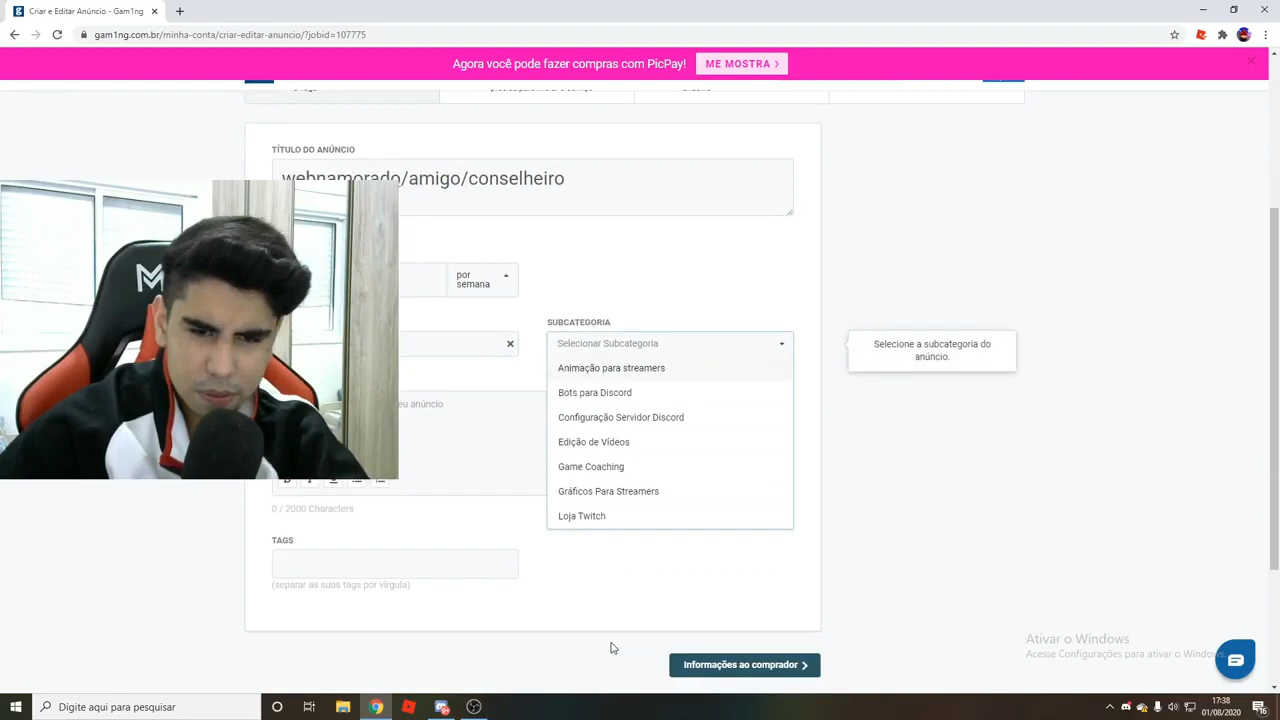 Criar e Editar Anúncio - Gam1ng
gam1ng.com.br/minha-conta/criar-editar-anuncio/?jobid=107775
Agora você pode fazer compras com PicPay! ME MOSTRA
TÍTULO DO ANÚNCIO
webnamorado/amigo/conselheiro
por
semana
SUBCATEGORIA
Selecionar Subcategoria
Selecione a subcategoria do
anúncio.
Animação para streamers
Bots para Discord
eu anúncio
Configuração Servidor Discord
Edição de Vídeos
Game Coaching
Gráficos Para Streamers
0 / 2000 Characters
Loja Twitch
TAGS
(separar as suas tags por vírgula)
Informações ao comprador
Ativar o Windows
Acesse Configurações para ativar o Windows.
Digite aqui para pesquisar
17:38
01/08/2020